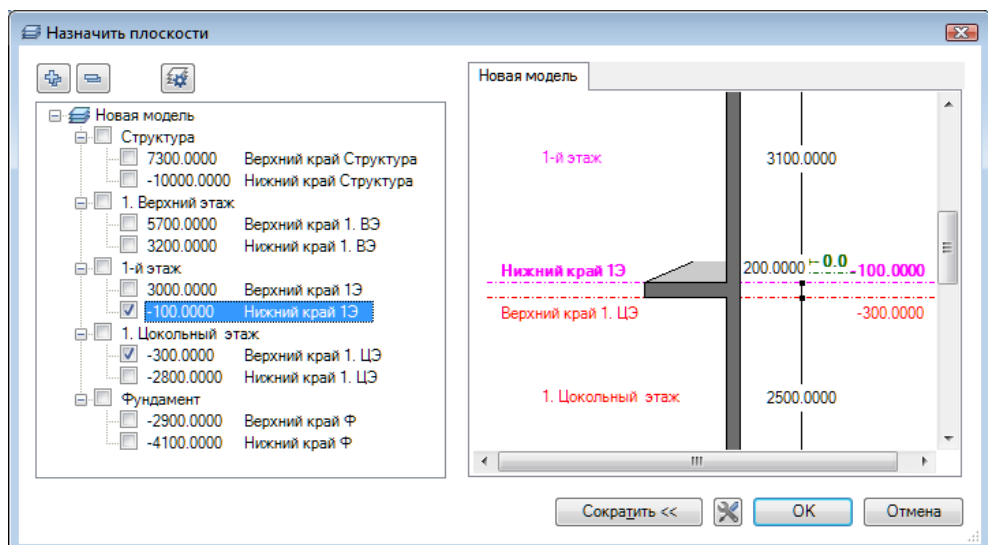 Назначить плоскости
Новая модель
Структура
7300.0000 Верхний край Структура
-10000.0000 Нижний край Структура
1. Верхний этаж
5700.0000 Верхний край 1. ВЭ
3200.0000 Нижний край 1. ВЭ
1-й этаж
3000.0000 Верхний край 1Э
-100.0000 Нижний край 1Э
1. Цокольный этаж
-300.0000 Верхний край 1. ЦЭ
-2800.0000 Нижний край 1. ЦЭ
Фундамент
-2900.0000 Верхний край Ф
-4100.0000 Нижний край Ф
Новая модель
1-й этаж 3100.0000
Нижний край 1Э 200.0000 0.0 -100.0000
Верхний край 1. ЦЭ -300.0000
1. Цокольный этаж 2500.0000
Сократить << OK Отмена